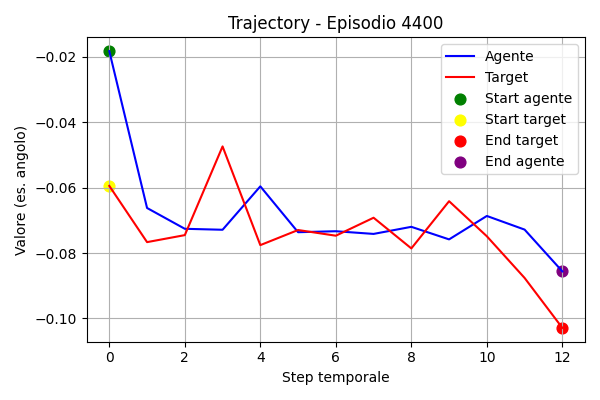 Trajectory - Episodio 4400
Agente
Target
Start agente
Start target
End target
End agente
Valore (es. angolo)
−0.02
−0.04
−0.06
−0.08
−0.10
0 2 4 6 8 10 12
Step temporale